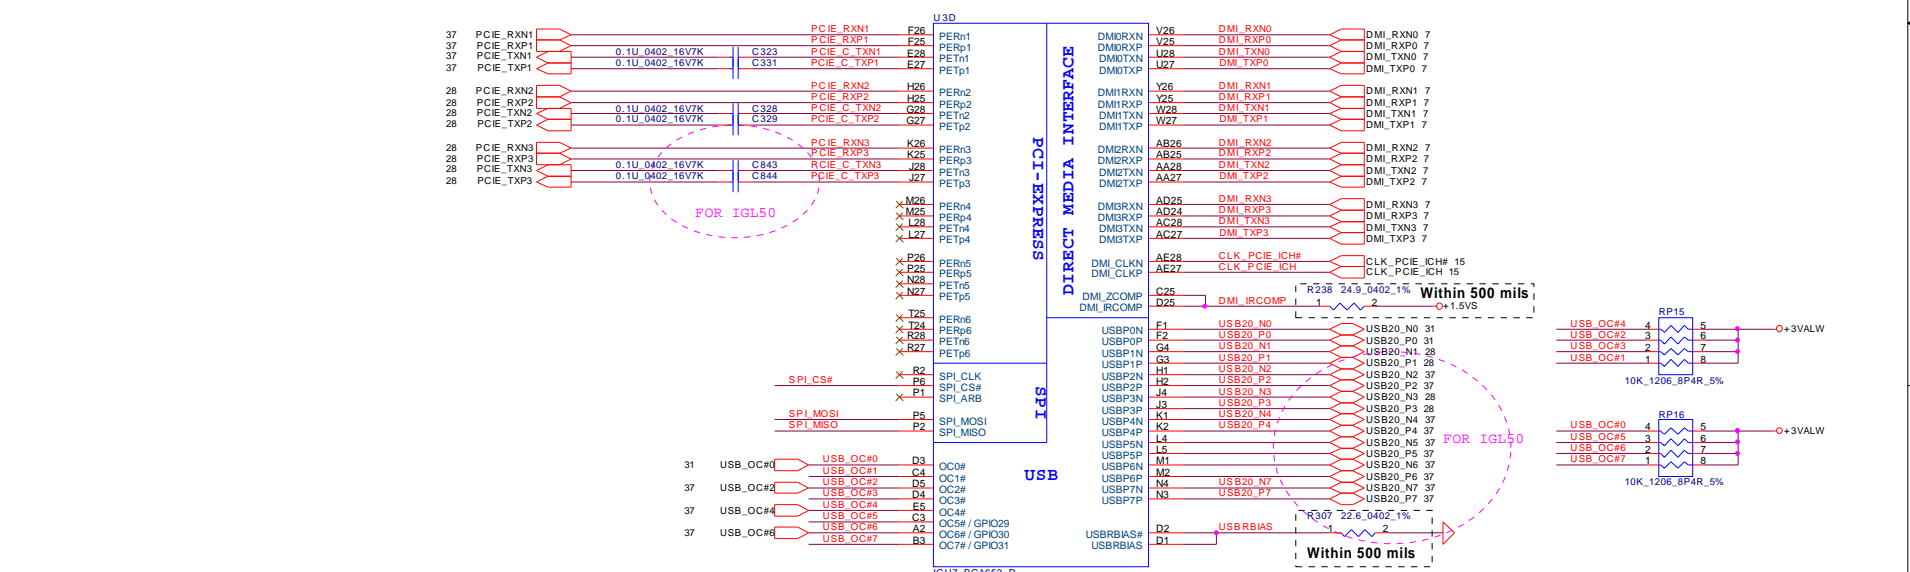 U3D
37 PCIE_RXN1 PCIE_RXN1 F26 PERn1
37 PCIE_RXP1 PCIE_RXP1 F25 PERp1
37 PCIE_TXN1 0.1U_0402_16V7K C323 PCIE_C_TXN1 E28 PETn1
37 PCIE_TXP1 0.1U_0402_16V7K C331 PCIE_C_TXP1 E27 PETp1
28 PCIE_RXN2 PCIE_RXN2 H26 PERn2
28 PCIE_RXP2 PCIE_RXP2 H25 PERp2
28 PCIE_TXN2 0.1U_0402_16V7K C328 PCIE_C_TXN2 G28 PETn2
28 PCIE_TXP2 0.1U_0402_16V7K C329 PCIE_C_TXP2 G27 PETp2
28 PCIE_RXN3 PCIE_RXN3 K26 PERn3
28 PCIE_RXP3 PCIE_RXP3 K25 PERp3
28 PCIE_TXN3 0.1U_0402_16V7K C843 PCIE_C_TXN3 J28 PETn3
28 PCIE_TXP3 0.1U_0402_16V7K C844 PCIE_C_TXP3 J27 PETp3
FOR IGL50
M26 PERn4
M25 PERp4
L28 PETn4
L27 PETp4
P26 PERn5
P25 PERp5
N28 PETn5
N27 PETp5
T25 PERn6
T24 PERp6
R28 PETn6
R27 PETp6
PCI-EXPRESS
R2 SPI_CLK
SPI_CS# P6 SPI_CS#
P1 SPI_ARB
SPI_MOSI P5 SPI_MOSI
SPI_MISO P2 SPI_MISO
SPI
31 USB_OC#0 USB_OC#0 D3 OC0#
USB_OC#1 C4 OC1#
37 USB_OC#2 USB_OC#2 D5 OC2#
USB_OC#3 D4 OC3#
37 USB_OC#4 USB_OC#4 E5 OC4#
USB_OC#5 C3 OC5# / GPIO29
37 USB_OC#6 USB_OC#6 A2 OC6# / GPIO30
USB_OC#7 B3 OC7# / GPIO31
USB
DIRECT MEDIA INTERFACE
DMI0RXN V26 DMI_RXN0 DMI_RXN0 7
DMI0RXP V25 DMI_RXP0 DMI_RXP0 7
DMI0TXN U28 DMI_TXN0 DMI_TXN0 7
DMI0TXP U27 DMI_TXP0 DMI_TXP0 7
DMI1RXN Y26 DMI_RXN1 DMI_RXN1 7
DMI1RXP Y25 DMI_RXP1 DMI_RXP1 7
DMI1TXN W28 DMI_TXN1 DMI_TXN1 7
DMI1TXP W27 DMI_TXP1 DMI_TXP1 7
DMI2RXN AB26 DMI_RXN2 DMI_RXN2 7
DMI2RXP AB25 DMI_RXP2 DMI_RXP2 7
DMI2TXN AA28 DMI_TXN2 DMI_TXN2 7
DMI2TXP AA27 DMI_TXP2 DMI_TXP2 7
DMI3RXN AD25 DMI_RXN3 DMI_RXN3 7
DMI3RXP AD24 DMI_RXP3 DMI_RXP3 7
DMI3TXN AC28 DMI_TXN3 DMI_TXN3 7
DMI3TXP AC27 DMI_TXP3 DMI_TXP3 7
DMI_CLKN AE28 CLK_PCIE_ICH# CLK_PCIE_ICH# 15
DMI_CLKP AE27 CLK_PCIE_ICH CLK_PCIE_ICH 15
DMI_ZCOMP C25
DMI_IRCOMP D25 DMI_IRCOMP
R238 24.9_0402_1% Within 500 mils
1 2 +1.5VS
USBP0N F1 USB20_N0 USB20_N0 31
USBP0P F2 USB20_P0 USB20_P0 31
USBP1N G4 USB20_N1 USB20_N1 28
USBP1P G3 USB20_P1 USB20_P1 28
USBP2N H1 USB20_N2 USB20_N2 37
USBP2P H2 USB20_P2 USB20_P2 37
USBP3N J4 USB20_N3 USB20_N3 28
USBP3P J3 USB20_P3 USB20_P3 28
USBP4N K1 USB20_N4 USB20_N4 37
USBP4P K2 USB20_P4 USB20_P4 37
USBP5N L4 USB20_N5 37
USBP5P L5 USB20_P5 37
USBP6N M1 USB20_N6 37
USBP6P M2 USB20_P6 37
USBP7N N4 USB20_N7 USB20_N7 37
USBP7P N3 USB20_P7 USB20_P7 37
FOR IGL50
USBRBIAS# D2 USBRBIAS
USBRBIAS D1
R307 22.6_0402_1%
1 2
Within 500 mils
RP15
USB_OC#4 4 5 +3VALW
USB_OC#2 3 6
USB_OC#3 2 7
USB_OC#1 1 8
10K_1206_8P4R_5%
RP16
USB_OC#0 4 5 +3VALW
USB_OC#5 3 6
USB_OC#6 2 7
USB_OC#7 1 8
10K_1206_8P4R_5%